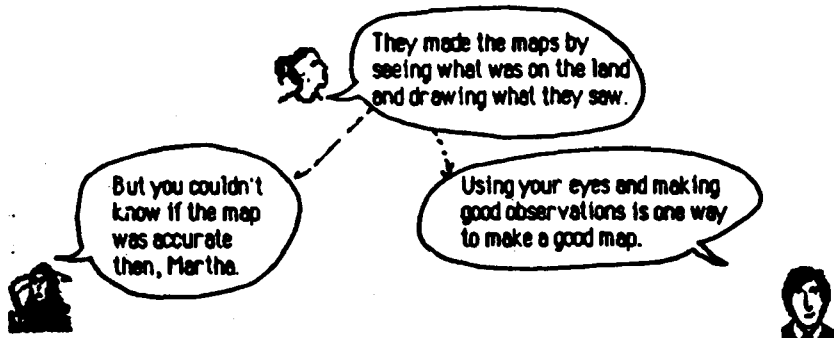 They made the maps by
seeing what was on the land
and drawing what they saw.
But you couldn't
know if the map
was accurate
then, Martha.
Using your eyes and making
good observations is one way
to make a good map.